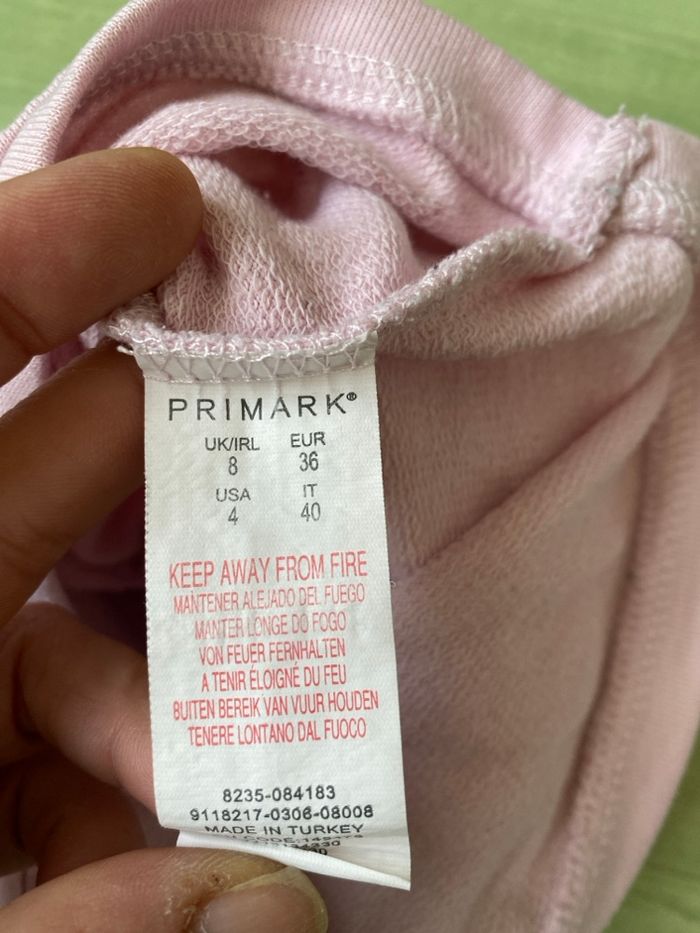 PRIMARK®
UK/IRL EUR
8 36
USA IT
4 40
KEEP AWAY FROM FIRE
MANTENER ALEJADO DEL FUEGO
MANTER LONGE DO FOGO
VON FEUER FERNHALTEN
A TENIR ÉLOIGNÉ DU FEU
BUITEN BEREIK VAN VUUR HOUDEN
TENERE LONTANO DAL FUOCO
8235-084183
9118217-0306-08008
MADE IN TURKEY